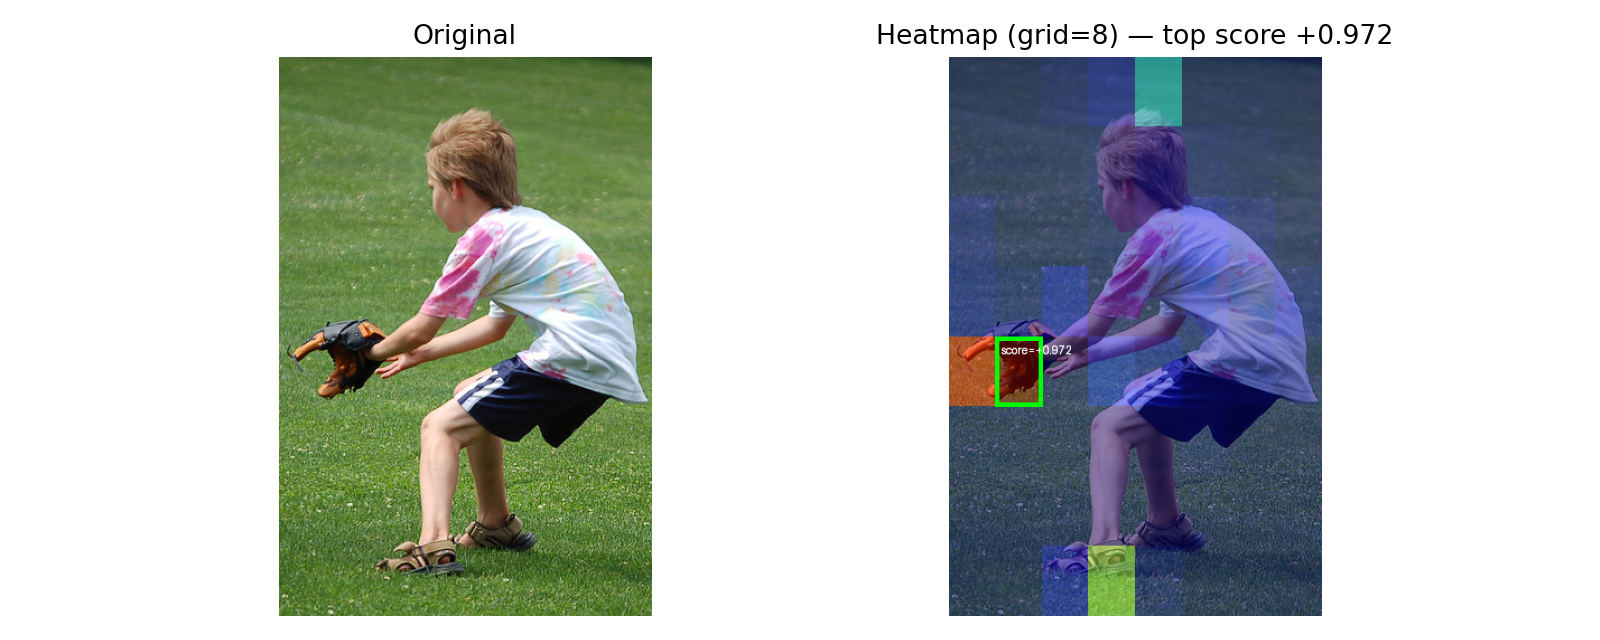 Original
Heatmap (grid=8) — top score +0.972
score=+0.972